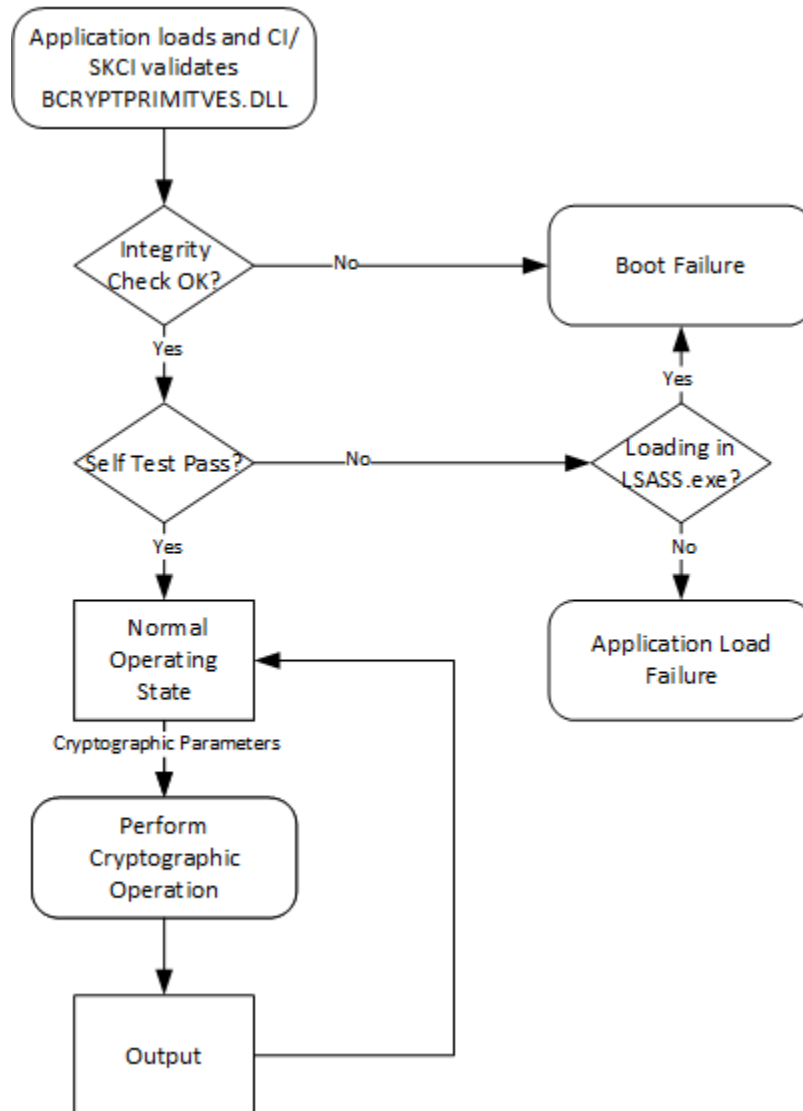 Application loads and CI/
SKCI validates
BCRYPTPRIMITVES.DLL
Integrity
Check OK?
No
Boot Failure
Yes
Yes
Self Test Pass?
No
Loading in
LSASS.exe?
Yes
No
Normal
Operating
State
Application Load
Failure
Cryptographic Parameters
Perform
Cryptographic
Operation
Output